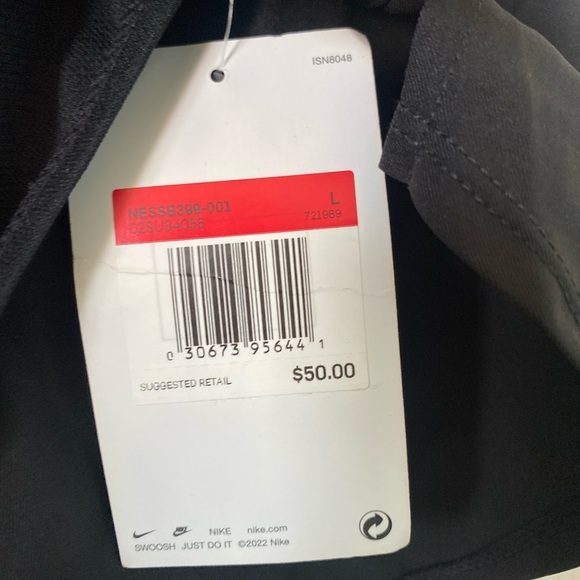 ISN8048
NESSB399-001 L
721989
0 30673 95644 1
SUGGESTED RETAIL $50.00
NIKE nike.com
SWOOSH JUST DO IT ©2022 Nike